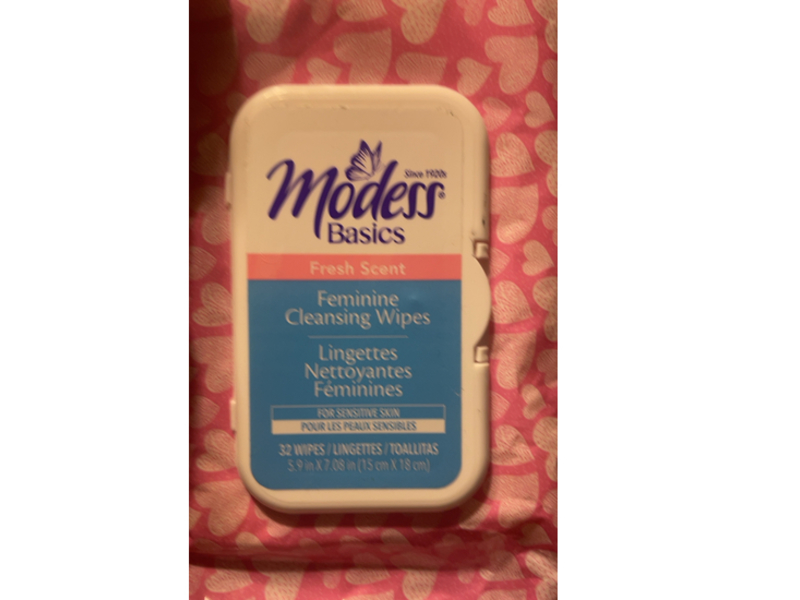 Since 1920s
Modess®
Basics
Fresh Scent
Feminine
Cleansing Wipes
Lingettes
Nettoyantes
Féminines
FOR SENSITIVE SKIN
POUR LES PEAUX SENSIBLES
32 WIPES / LINGETTES / TOALLITAS
5.9 in X 7.08 in (15 cm X 18 cm)